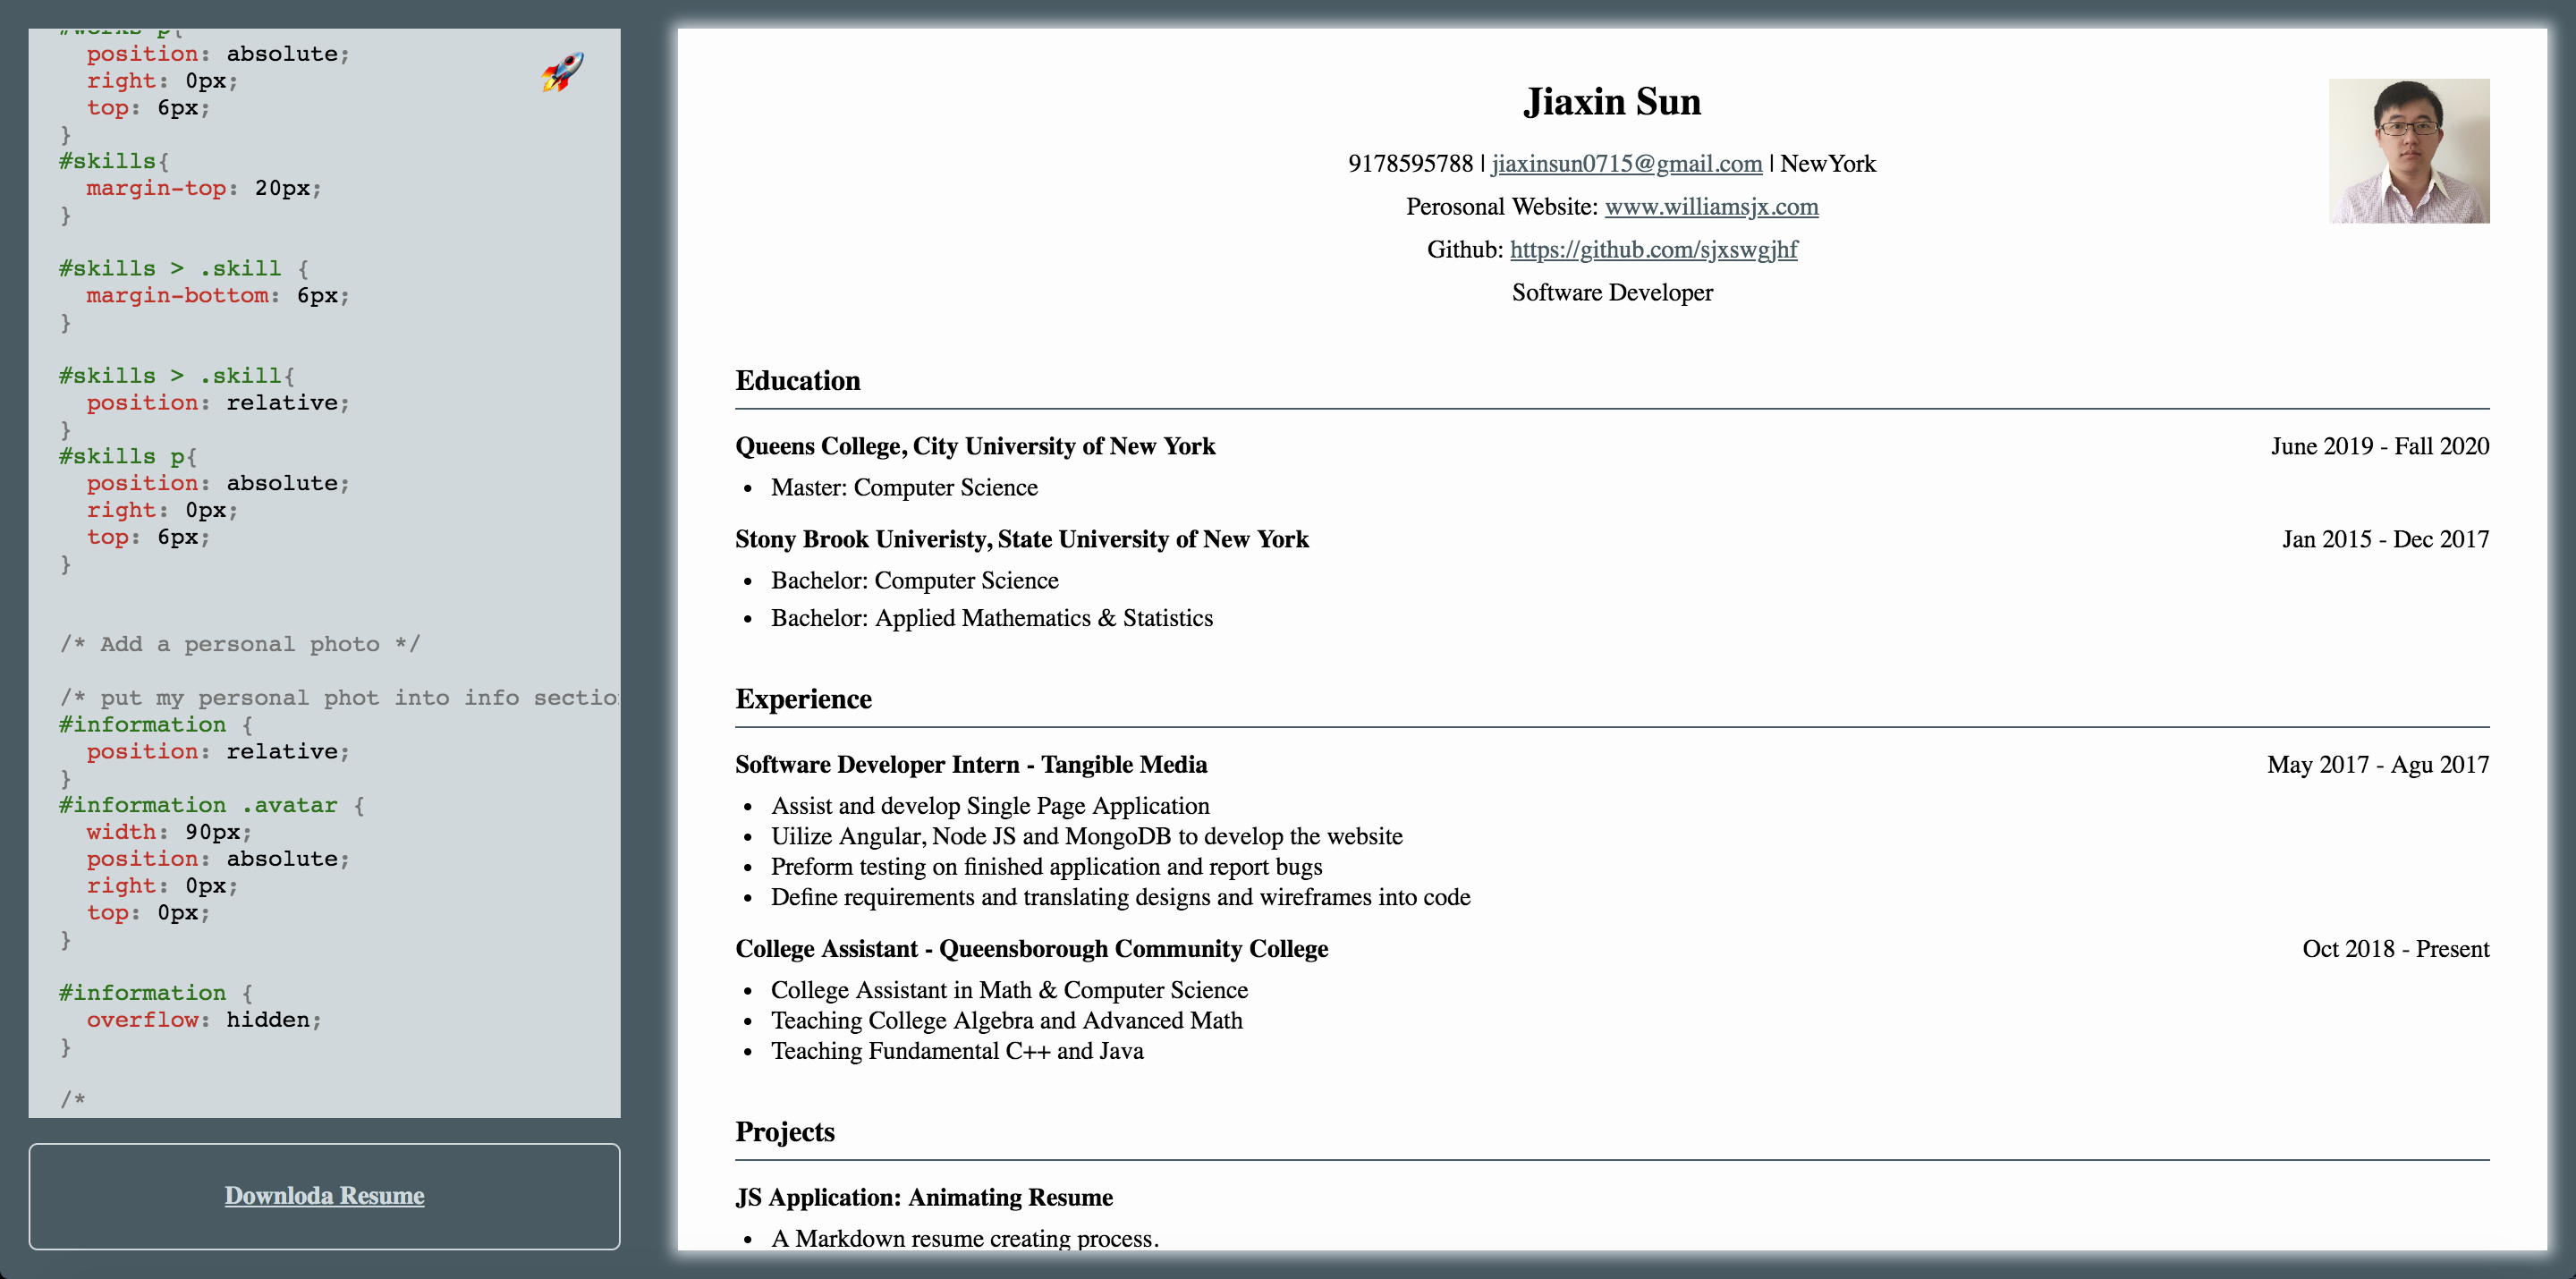 #works p{
  position: absolute;
  right: 0px;
  top: 6px;
}
#skills{
  margin-top: 20px;
}
#skills > .skill {
  margin-bottom: 6px;
}
#skills > .skill{
  position: relative;
}
#skills p{
  position: absolute;
  right: 0px;
  top: 6px;
}
/* Add a personal photo */
/* put my personal phot into info sectio
#information {
  position: relative;
}
#information .avatar {
  width: 90px;
  position: absolute;
  right: 0px;
  top: 0px;
}
#information {
  overflow: hidden;
}
/*
Downloda Resume
Jiaxin Sun
9178595788 | jiaxinsun0715@gmail.com | NewYork
Perosonal Website: www.williamsjx.com
Github: https://github.com/sjxswgjhf
Software Developer
Education
Queens College, City University of New York June 2019 - Fall 2020
• Master: Computer Science
Stony Brook Univeristy, State University of New York Jan 2015 - Dec 2017
• Bachelor: Computer Science
• Bachelor: Applied Mathematics & Statistics
Experience
Software Developer Intern - Tangible Media May 2017 - Agu 2017
• Assist and develop Single Page Application
• Uilize Angular, Node JS and MongoDB to develop the website
• Preform testing on finished application and report bugs
• Define requirements and translating designs and wireframes into code
College Assistant - Queensborough Community College Oct 2018 - Present
• College Assistant in Math & Computer Science
• Teaching College Algebra and Advanced Math
• Teaching Fundamental C++ and Java
Projects
JS Application: Animating Resume
• A Markdown resume creating process.